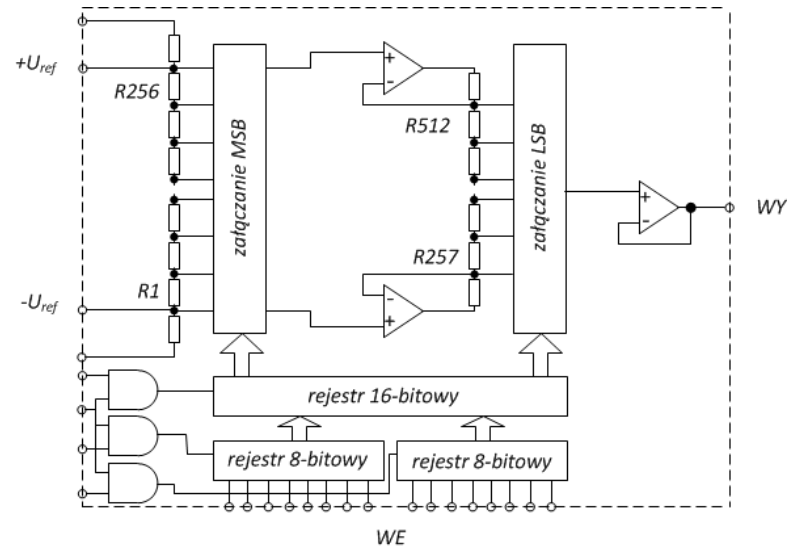 +U_ref
R256
załączanie MSB
+
-
R512
załączanie LSB
+
-
WY
R257
R1
-U_ref
-
+
rejestr 16-bitowy
rejestr 8-bitowy
rejestr 8-bitowy
WE